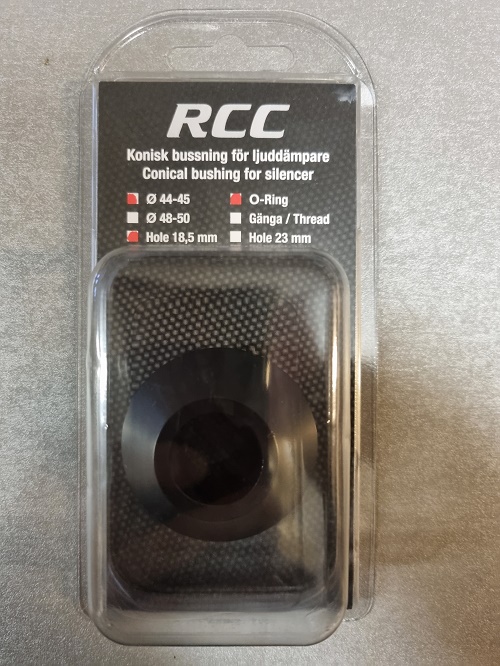 RCC
Konisk bussning för ljuddämpare
Conical bushing for silencer
Ø 44-45 O-Ring
Ø 48-50 Gänga / Thread
Hole 18,5 mm Hole 23 mm